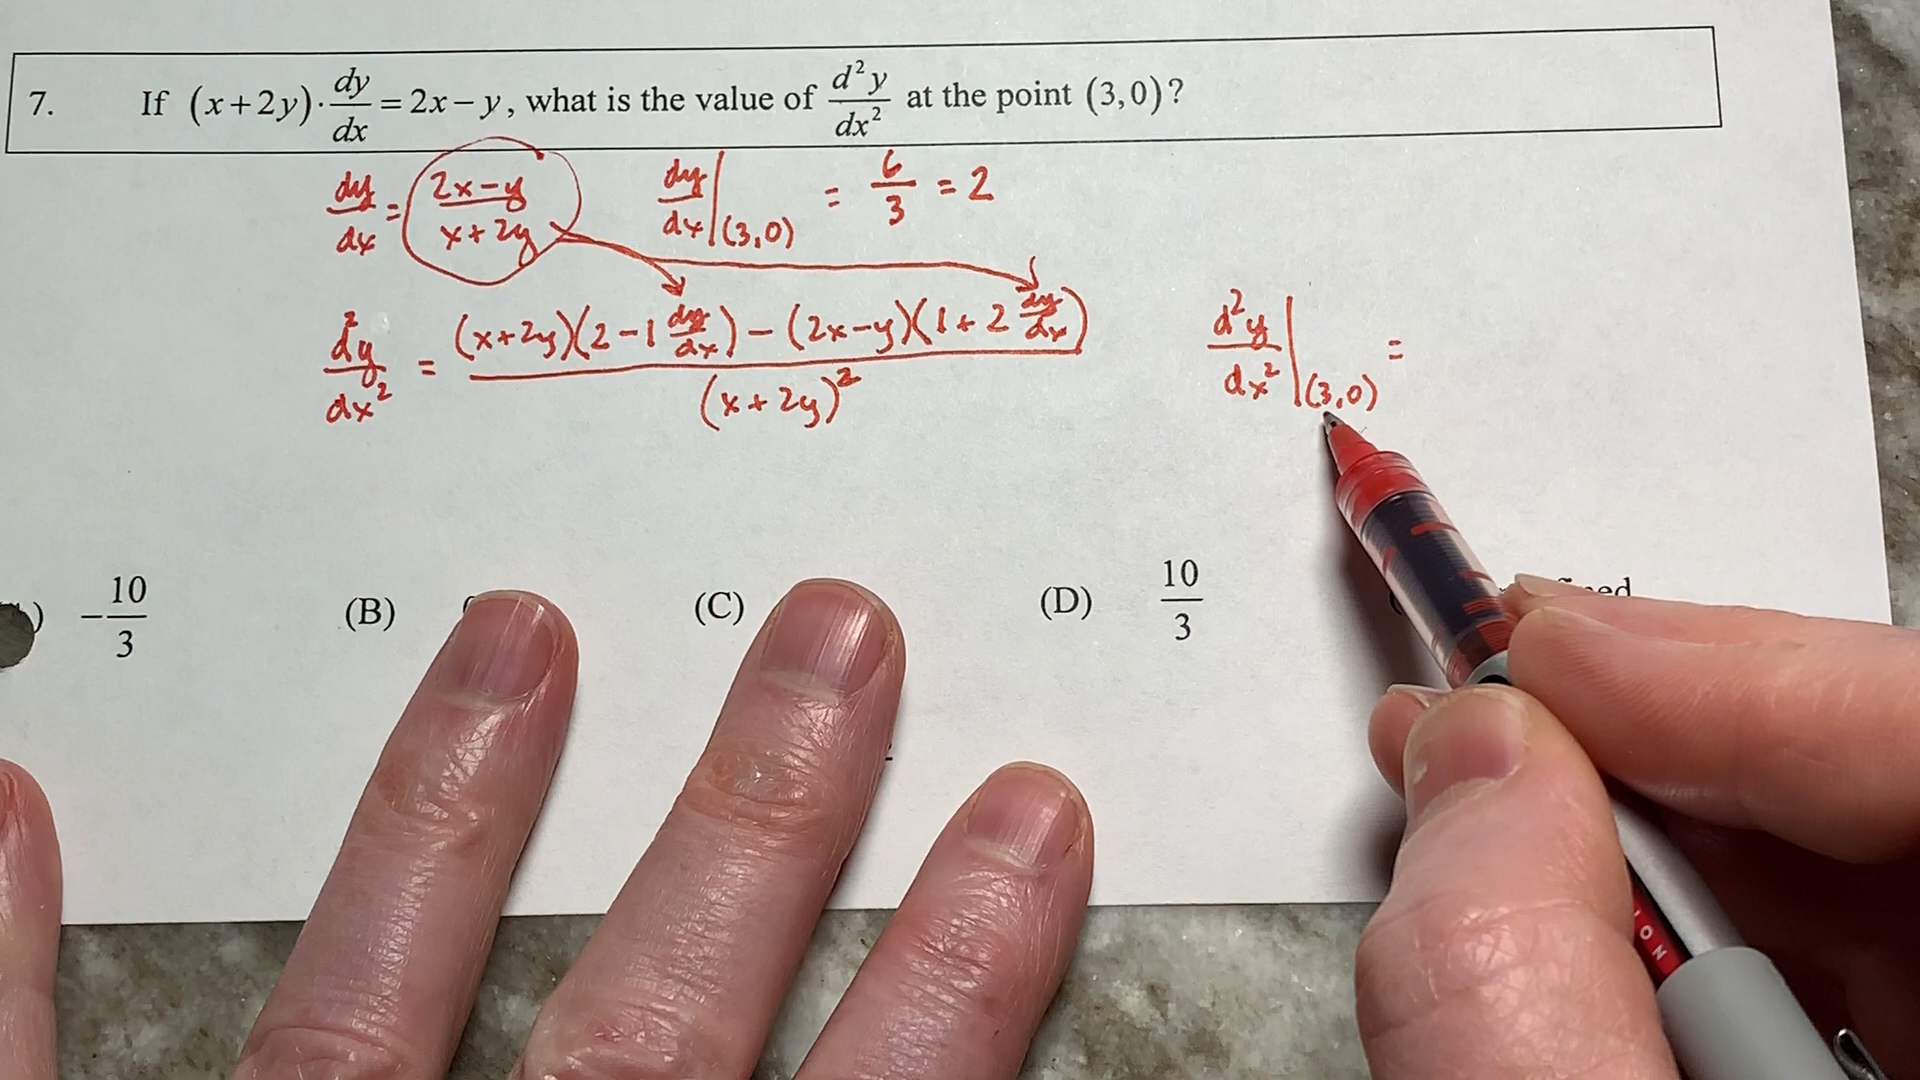 7. If (x+2y)·dy/dx = 2x−y, what is the value of d²y/dx² at the point (3,0)?
dy/dx = (2x−y)/(x+2y) dy/dx|(3,0) = 6/3 = 2
d²y/dx² = ((x+2y)(2−1 dy/dx) − (2x−y)(1+2 dy/dx))/(x+2y)² d²y/dx²|(3,0) =
) −10/3 (B) (C) (D) 10/3
ION